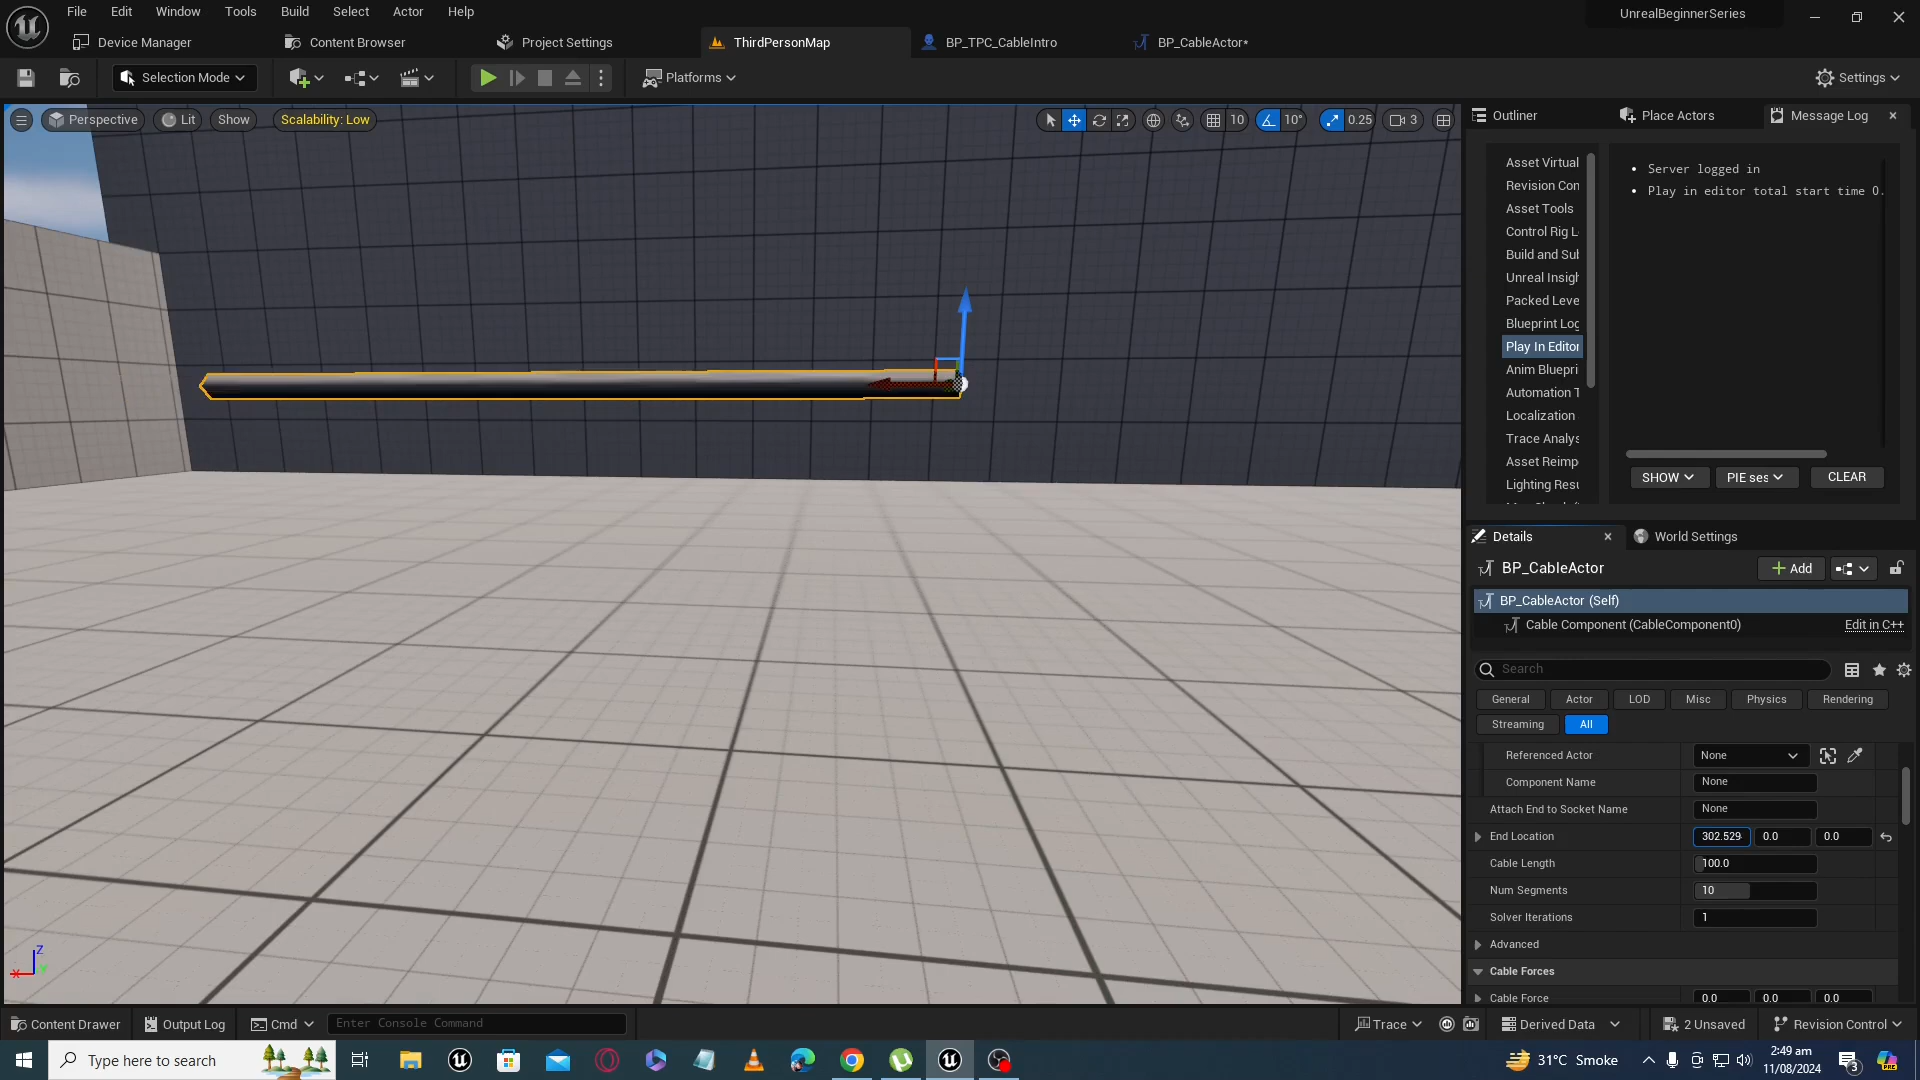 File Edit Window Tools Build Select Actor Help
UnrealBeginnerSeries
Device Manager Content Browser Project Settings ThirdPersonMap BP_TPC_CableIntro BP_CableActor*
Selection Mode Platforms Settings
Perspective Lit Show Scalability: Low 10 10° 0.25 3
Outliner Place Actors Message Log
Asset Virtual
Revision Con
Asset Tools
Control Rig L
Build and Sul
Unreal Insigh
Packed Leve
Blueprint Log
Play In Editor
Anim Bluepri
Automation T
Localization
Trace Analys
Asset Reimp
Lighting Resu
Server logged in
Play in editor total start time 0.
SHOW PIE ses CLEAR
Details World Settings
BP_CableActor Add
BP_CableActor (Self)
Cable Component (CableComponent0) Edit in C++
Search
General Actor LOD Misc Physics Rendering
Streaming All
Referenced Actor None
Component Name None
Attach End to Socket Name None
End Location 302.529 0.0 0.0
Cable Length 100.0
Num Segments 10
Solver Iterations 1
Advanced
Cable Forces
Cable Force 0.0 0.0 0.0
Z
X Y
Content Drawer Output Log Cmd Enter Console Command Trace Derived Data 2 Unsaved Revision Control
Type here to search 31°C Smoke 2:49 am
11/08/2024 3